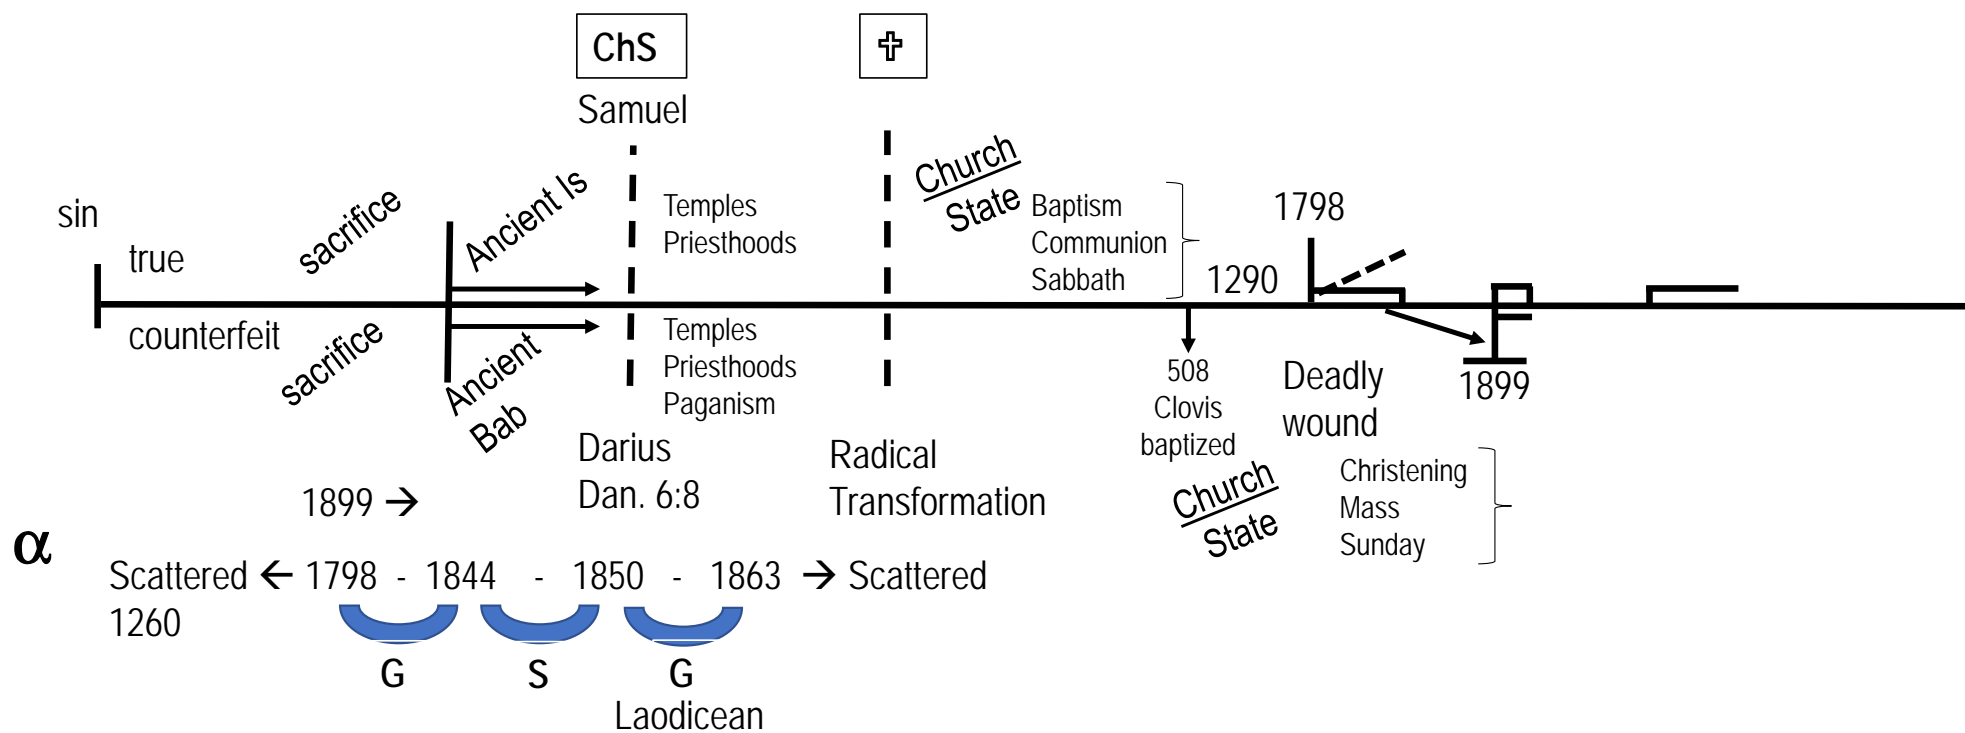 ChS
✞
Samuel
sin
true
sacrifice
Ancient Is
Temples
Priesthoods
Church
State
Baptism
Communion
Sabbath
1290
1798
counterfeit
sacrifice
Ancient
Bab
Temples
Priesthoods
Paganism
508
Clovis
baptized
Deadly
wound
1899
Darius
Dan. 6:8
Radical
Transformation
Church
State
Christening
Mass
Sunday
1899 →
α
Scattered ← 1798 - 1844 - 1850 - 1863 → Scattered
1260
G S G
Laodicean